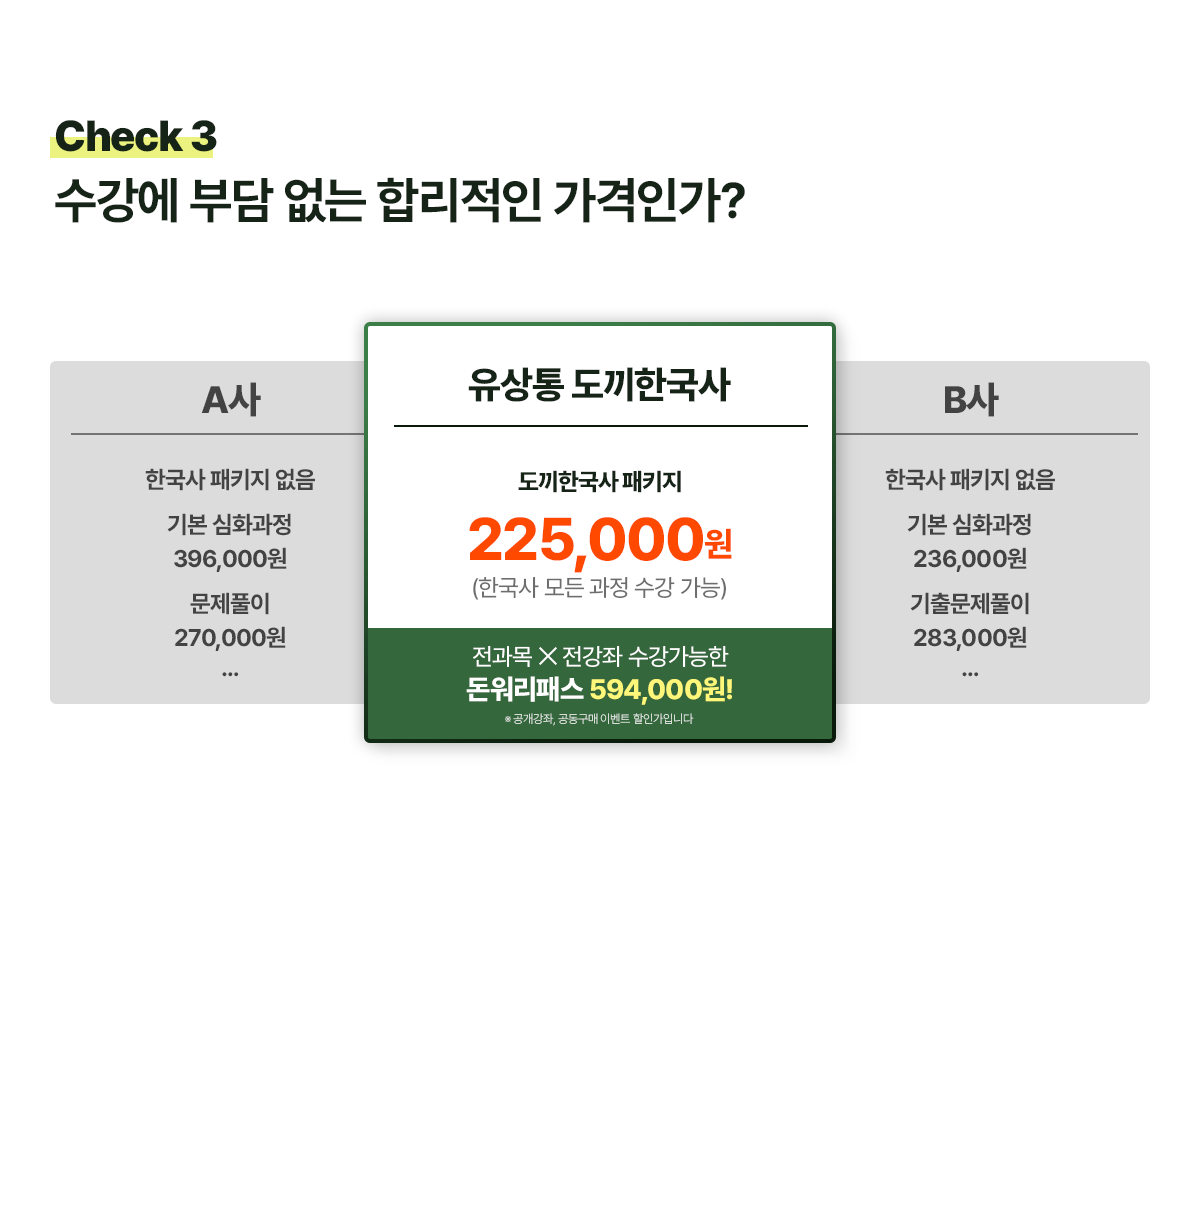 Check 3
수강에 부담 없는 합리적인 가격인가?
A사
한국사 패키지 없음
기본 심화과정
396,000원
문제풀이
270,000원
...
유상통 도끼한국사
도끼한국사 패키지
225,000원
(한국사 모든 과정 수강 가능)
전과목 X 전강좌 수강가능한
돈워리패스 594,000원!
※ 공개강좌, 공동구매 이벤트 할인가입니다
B사
한국사 패키지 없음
기본 심화과정
236,000원
기출문제풀이
283,000원
...